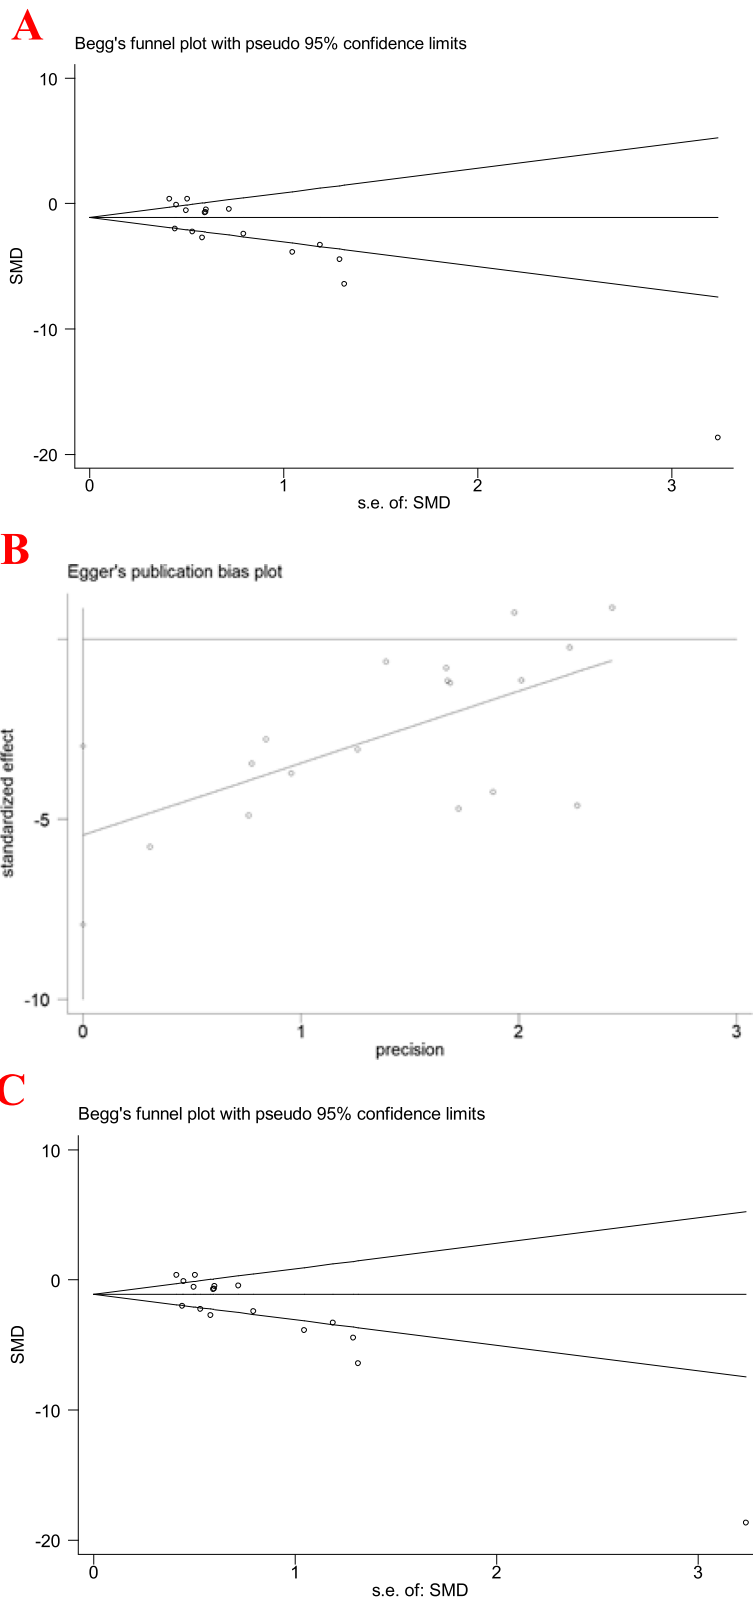 A
Begg's funnel plot with pseudo 95% confidence limits
10
0
-10
-20
SMD
0 1 2 3
s.e. of: SMD
B
Egger's publication bias plot
-5
-10
standardized effect
0 1 2 3
precision
C
Begg's funnel plot with pseudo 95% confidence limits
10
0
-10
-20
SMD
0 1 2 3
s.e. of: SMD